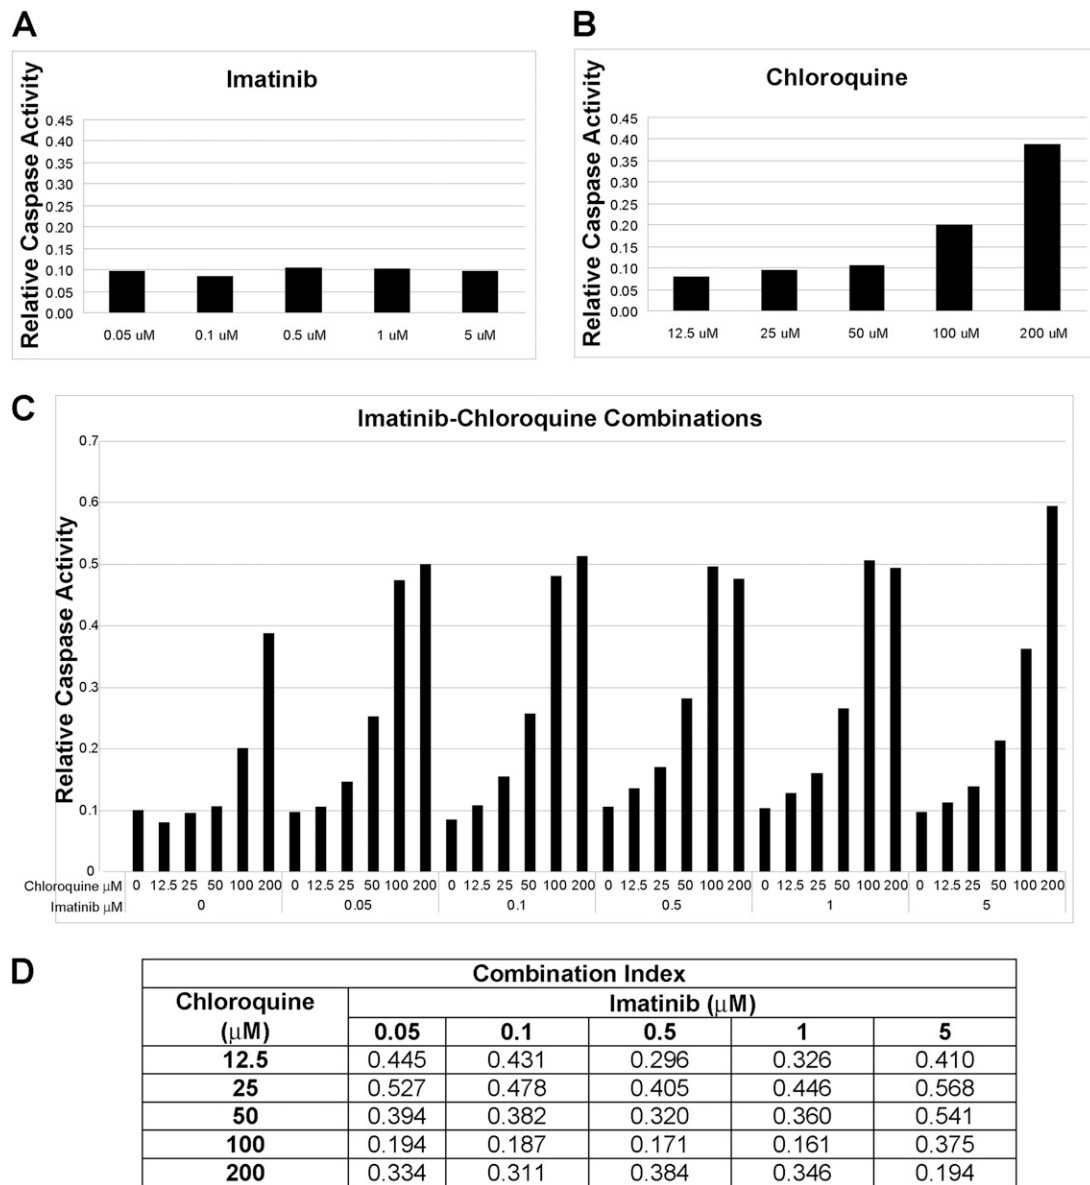 A
Imatinib
Relative Caspase Activity
0.45
0.40
0.35
0.30
0.25
0.20
0.15
0.10
0.05
0.00
0.05 uM 0.1 uM 0.5 uM 1 uM 5 uM
B
Chloroquine
Relative Caspase Activity
0.45
0.40
0.35
0.30
0.25
0.20
0.15
0.10
0.05
0.00
12.5 uM 25 uM 50 uM 100 uM 200 uM
C
Imatinib-Chloroquine Combinations
Relative Caspase Activity
0.7
0.6
0.5
0.4
0.3
0.2
0.1
0
Chloroquine μM 0 12.5 25 50 100 200 0 12.5 25 50 100 200 0 12.5 25 50 100 200 0 12.5 25 50 100 200 0 12.5 25 50 100 200 0 12.5 25 50 100 200
Imatinib μM 0 0.05 0.1 0.5 1 5
D
Combination Index
Chloroquine (μM) Imatinib (μM)
0.05 0.1 0.5 1 5
12.5 0.445 0.431 0.296 0.326 0.410
25 0.527 0.478 0.405 0.446 0.568
50 0.394 0.382 0.320 0.360 0.541
100 0.194 0.187 0.171 0.161 0.375
200 0.334 0.311 0.384 0.346 0.194